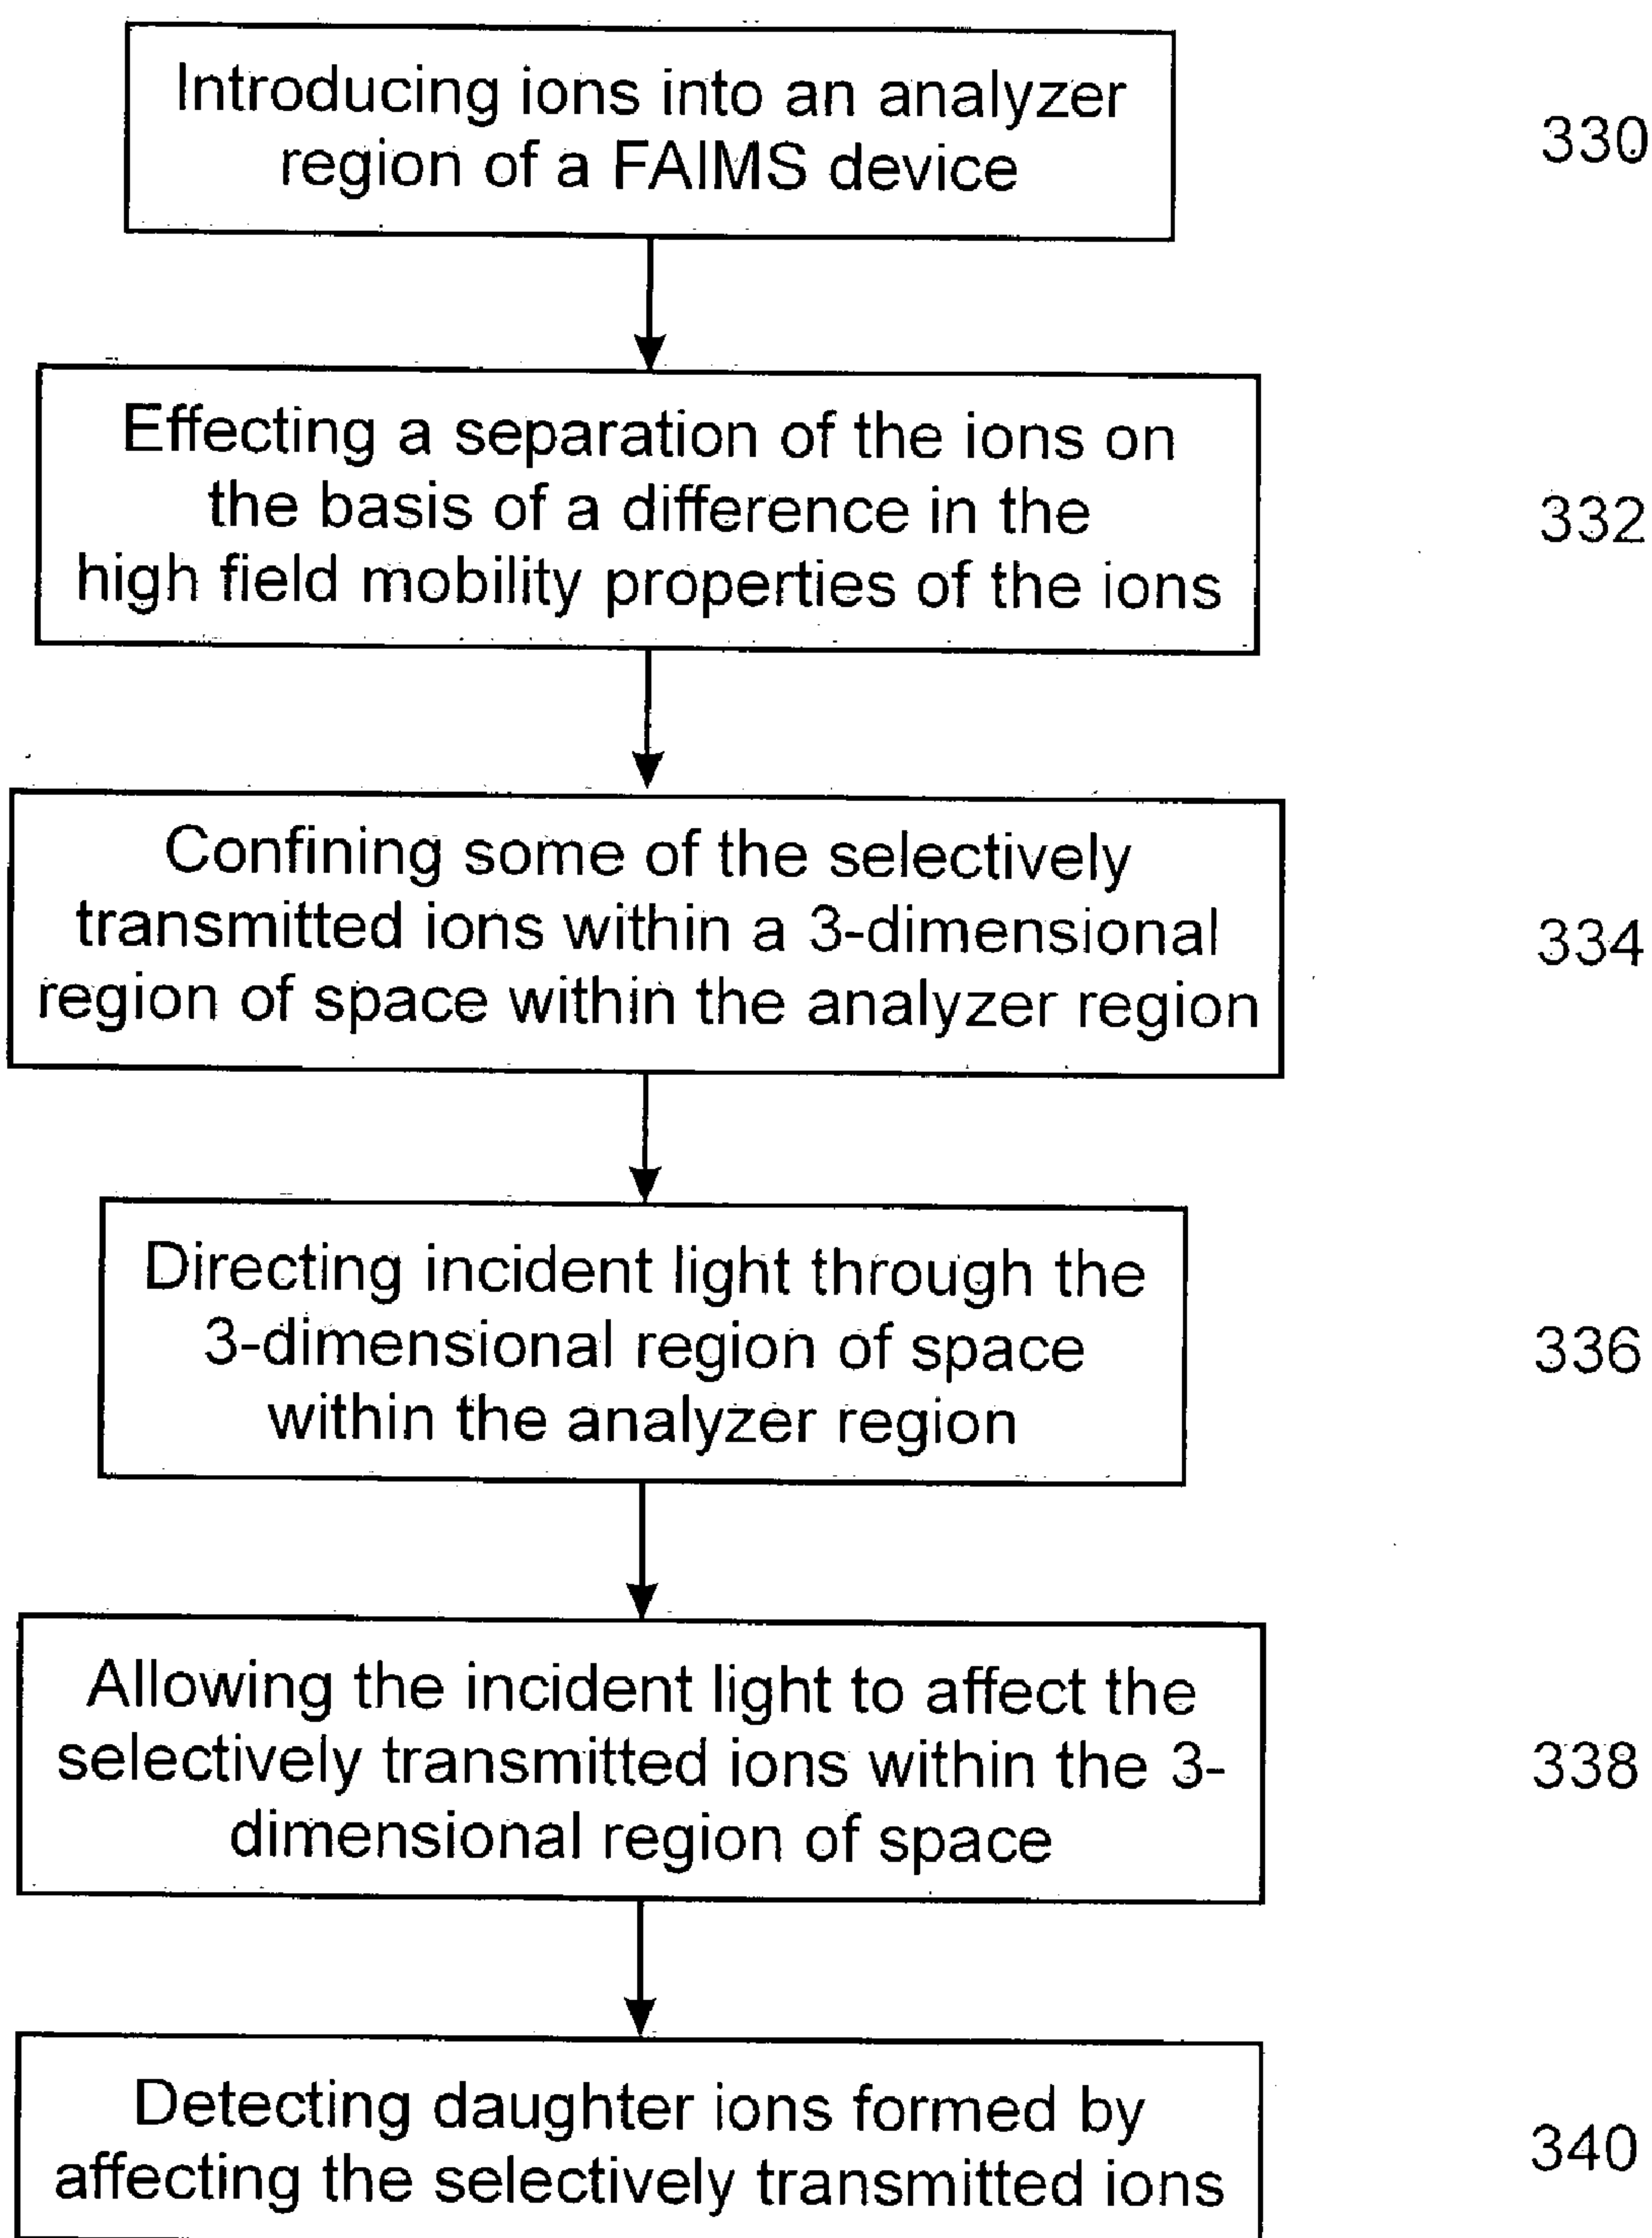 Introducing ions into an analyzer
region of a FAIMS device
330
Effecting a separation of the ions on
the basis of a difference in the
high field mobility properties of the ions
332
Confining some of the selectively
transmitted ions within a 3-dimensional
region of space within the analyzer region
334
Directing incident light through the
3-dimensional region of space
within the analyzer region
336
Allowing the incident light to affect the
selectively transmitted ions within the 3-
dimensional region of space
338
Detecting daughter ions formed by
affecting the selectively transmitted ions
340